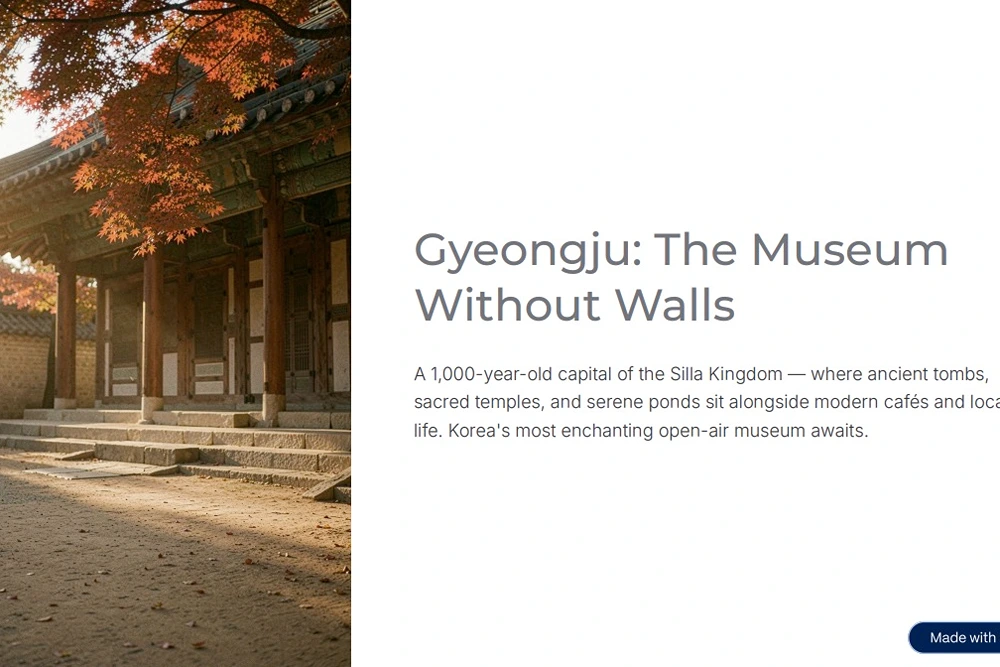 Gyeongju: The Museum
Without Walls
A 1,000-year-old capital of the Silla Kingdom — where ancient tombs,
sacred temples, and serene ponds sit alongside modern cafés and
life. Korea's most enchanting open-air museum awaits.
Made with